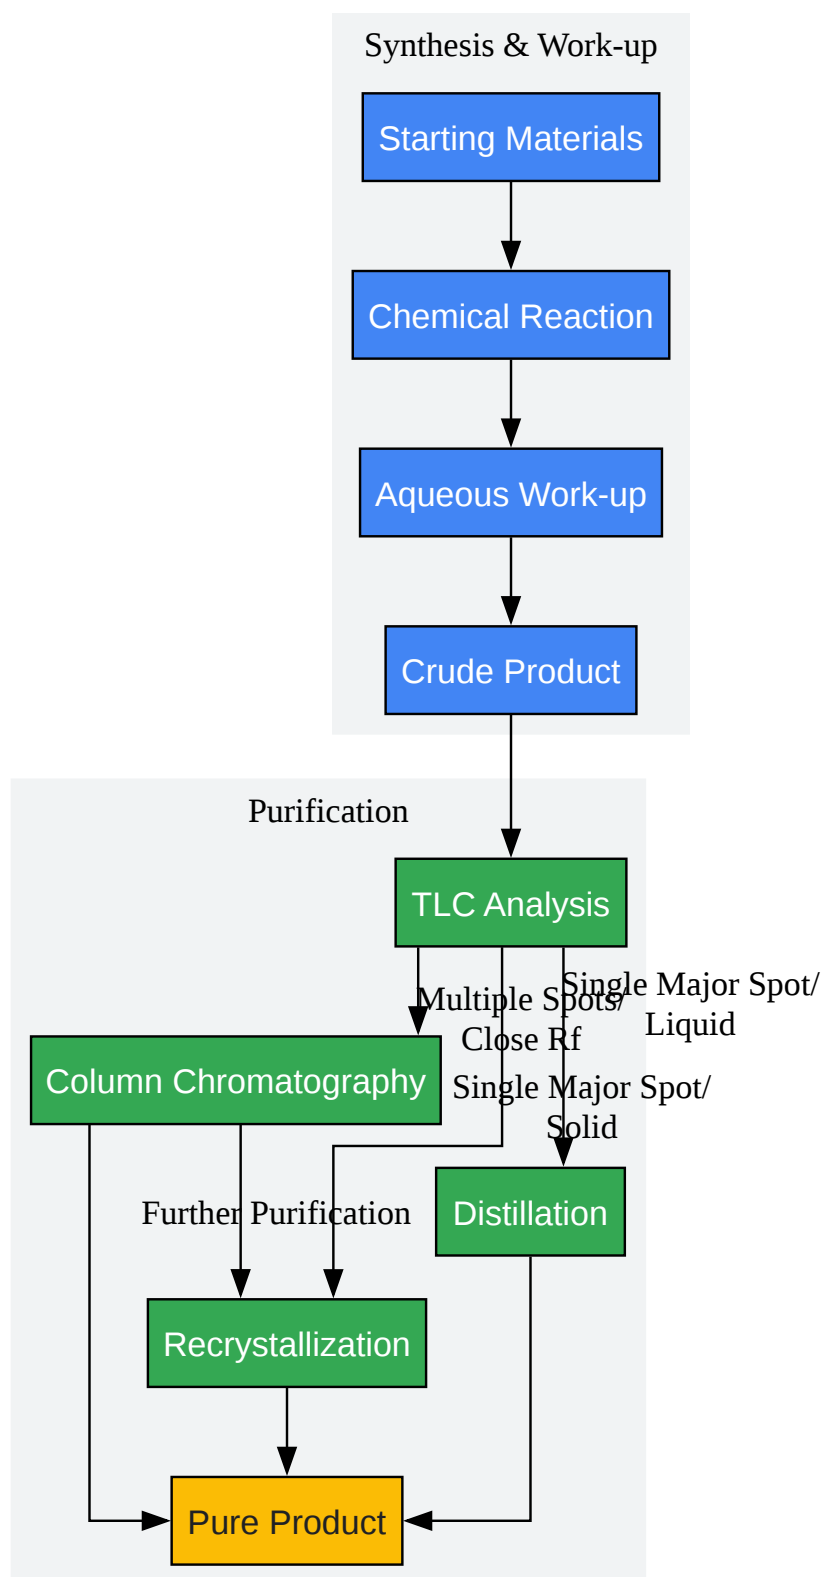 Synthesis & Work-up
Starting Materials
Chemical Reaction
Aqueous Work-up
Crude Product
Purification
TLC Analysis
Single Major Spot/
Liquid
Multiple Spots/
Close Rf
Column Chromatography
Single Major Spot/
Solid
Further Purification
Distillation
Recrystallization
Pure Product